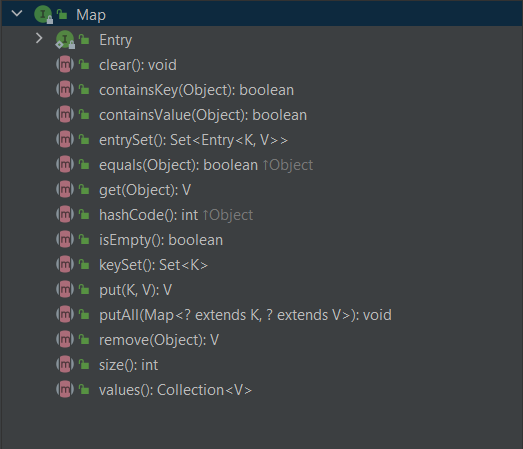 Map
Entry
clear(): void
containsKey(Object): boolean
containsValue(Object): boolean
entrySet(): Set<Entry<K, V>>
equals(Object): boolean ↑Object
get(Object): V
hashCode(): int ↑Object
isEmpty(): boolean
keySet(): Set<K>
put(K, V): V
putAll(Map<? extends K, ? extends V>): void
remove(Object): V
size(): int
values(): Collection<V>